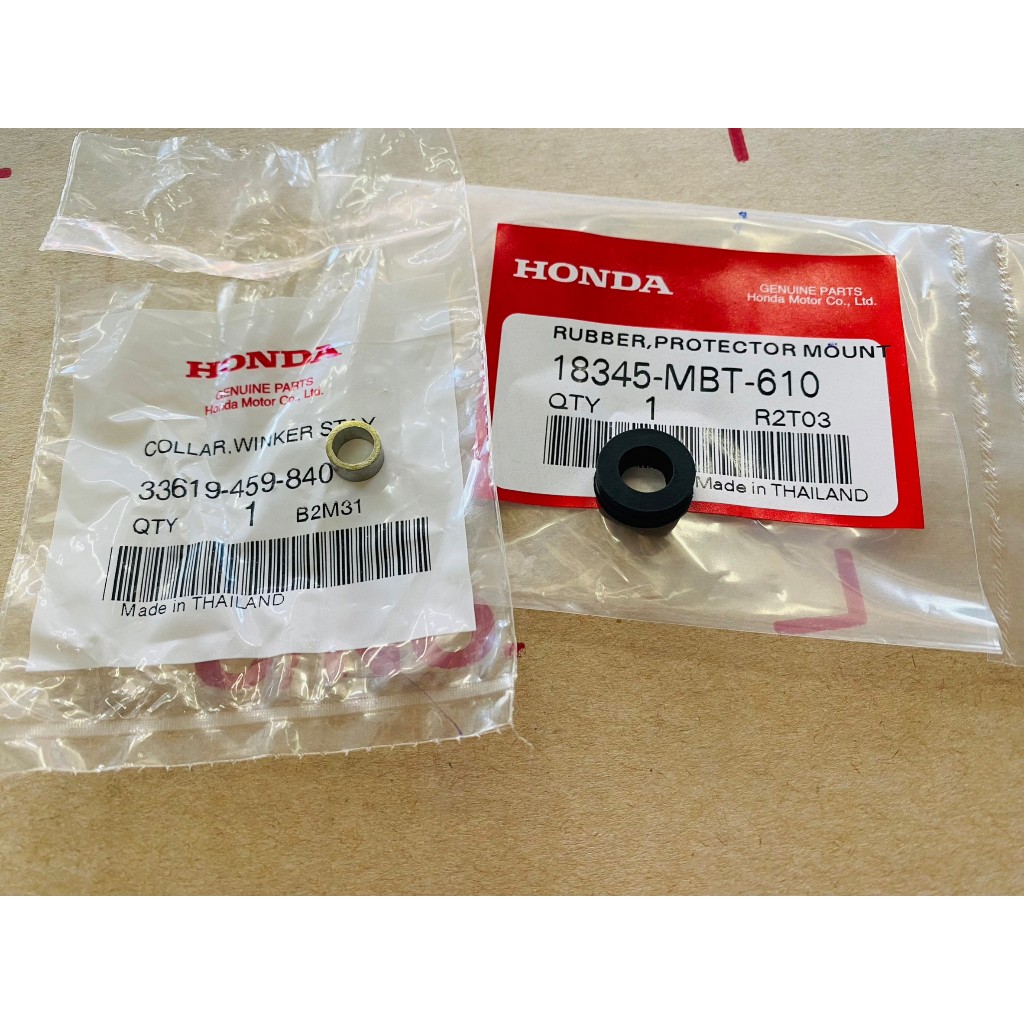 HONDA
GENUINE PARTS
Honda Motor Co., Ltd.
COLLAR.WINKER STAY
33619-459-840
QTY 1 B2M31
Made in THAILAND
HONDA
GENUINE PARTS
Honda Motor Co., Ltd.
RUBBER,PROTECTOR MOUNT
18345-MBT-610
QTY 1 R2T03
Made in THAILAND